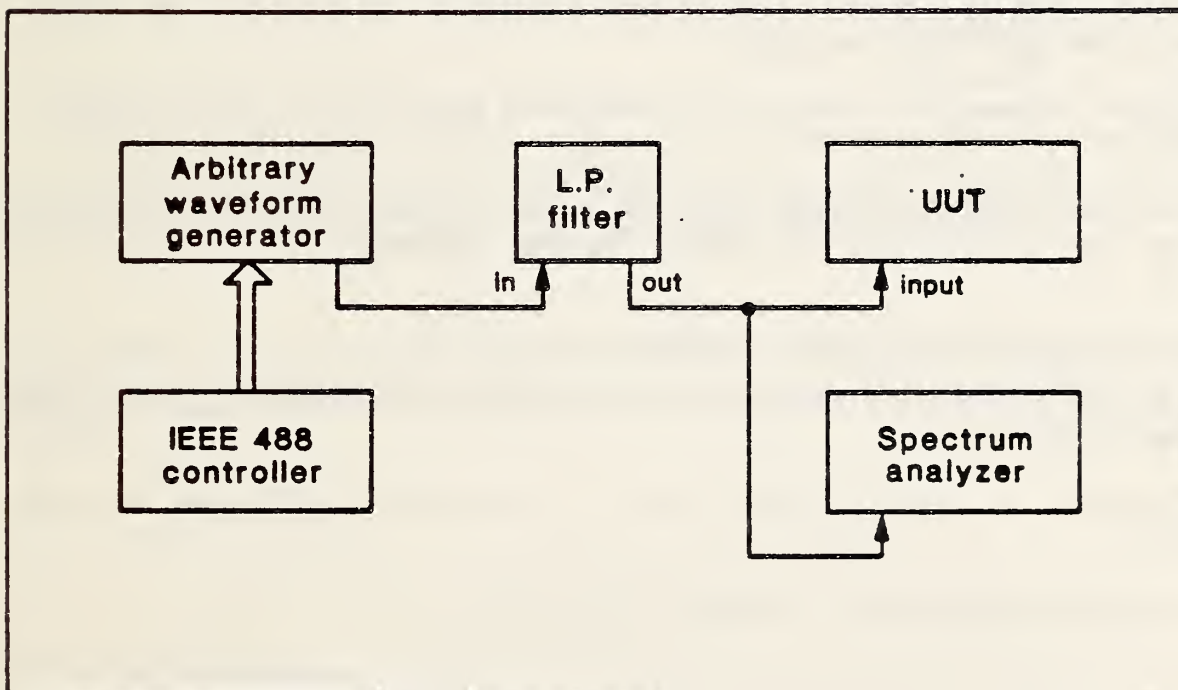 Arbitrary
waveform
generator
L.P.
filter
UUT
in
out
input
IEEE 488
controller
Spectrum
analyzer